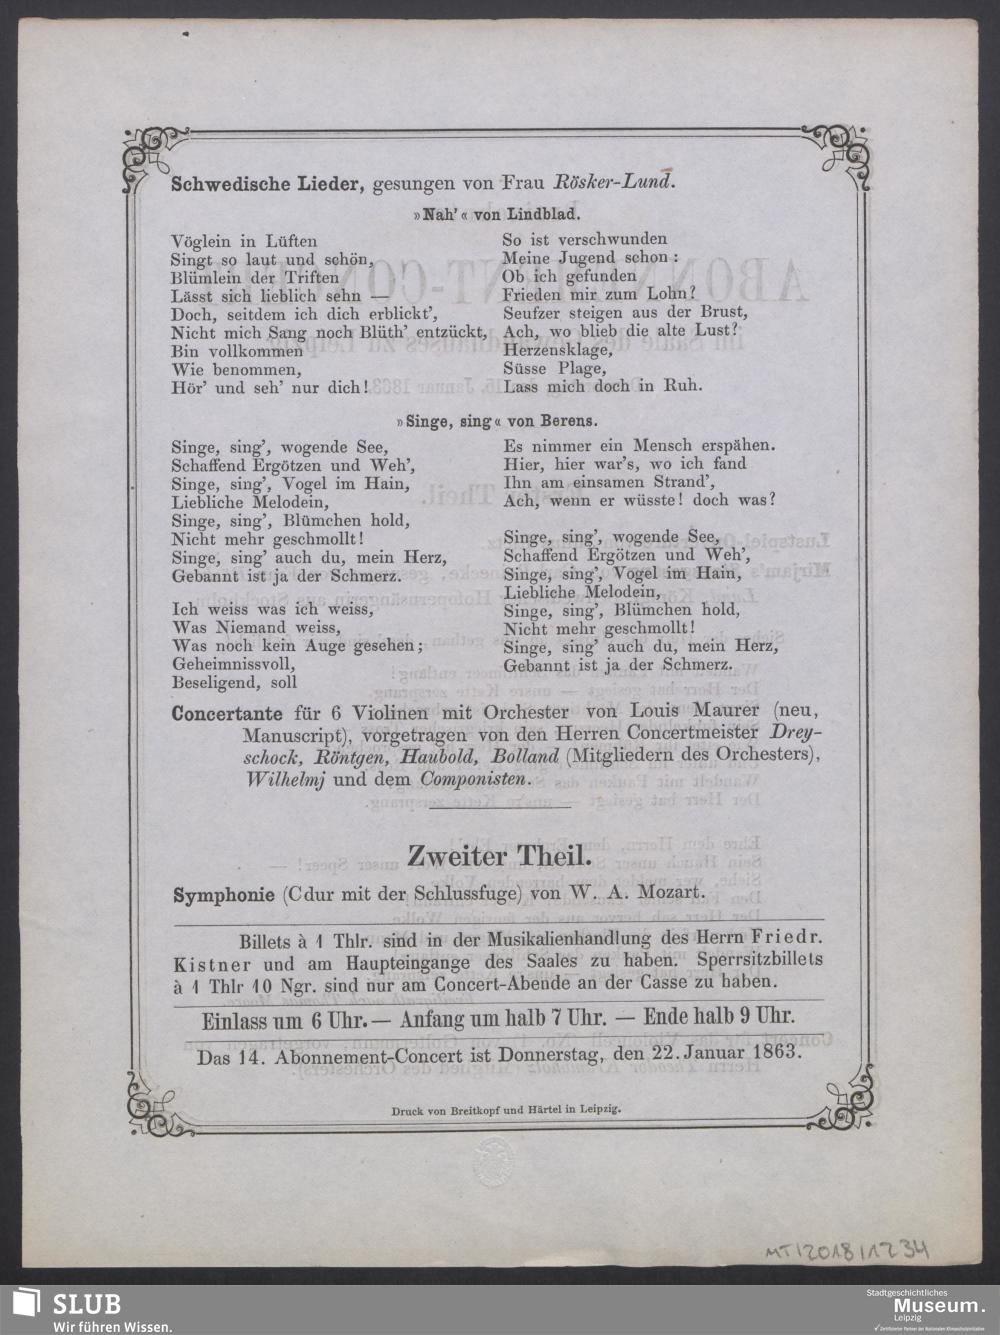 Schwedische Lieder, gesungen von Frau Rösker-Lund.
»Nah’« von Lindblad.
Vöglein in Lüften
Singt so laut und schön,
Blümlein der Triften
Lässt sich lieblich sehn —
Doch, seitdem ich dich erblickt’,
Nicht mich Sang noch Blüth’ entzückt,
Bin vollkommen
Wie benommen,
Hör’ und seh’ nur dich!
So ist verschwunden
Meine Jugend schon:
Ob ich gefunden
Frieden mir zum Lohn?
Seufzer steigen aus der Brust,
Ach, wo blieb die alte Lust?
Herzensklage,
Süsse Plage,
Lass mich doch in Ruh.
»Singe, sing« von Berens.
Singe, sing’, wogende See,
Schaffend Ergötzen und Weh’,
Singe, sing’, Vogel im Hain,
Liebliche Melodein,
Singe, sing’, Blümchen hold,
Nicht mehr geschmollt!
Singe, sing’ auch du, mein Herz,
Gebannt ist ja der Schmerz.
Ich weiss was ich weiss,
Was Niemand weiss,
Was noch kein Auge gesehen;
Geheimnissvoll,
Beseligend, soll
Es nimmer ein Mensch erspähen.
Hier, hier war’s, wo ich fand
Ihn am einsamen Strand’,
Ach, wenn er wüsste! doch was?
Singe, sing’, wogende See,
Schaffend Ergötzen und Weh’,
Singe, sing’, Vogel im Hain,
Liebliche Melodein,
Singe, sing’, Blümchen hold,
Nicht mehr geschmollt!
Singe, sing’ auch du, mein Herz,
Gebannt ist ja der Schmerz.
Concertante für 6 Violinen mit Orchester von Louis Maurer (neu,
Manuscript), vorgetragen von den Herren Concertmeister Drey-
schock, Röntgen, Haubold, Bolland (Mitgliedern des Orchesters),
Wilhelmj und dem Componisten.
Zweiter Theil.
Symphonie (Cdur mit der Schlussfuge) von W. A. Mozart.
Billets à 1 Thlr. sind in der Musikalienhandlung des Herrn Friedr.
Kistner und am Haupteingange des Saales zu haben. Sperrsitzbillets
à 1 Thlr 10 Ngr. sind nur am Concert-Abende an der Casse zu haben.
Einlass um 6 Uhr. — Anfang um halb 7 Uhr. — Ende halb 9 Uhr.
Das 14. Abonnement-Concert ist Donnerstag, den 22. Januar 1863.
Druck von Breitkopf und Härtel in Leipzig.
MT/2018/1234
SLUB
Wir führen Wissen.
Stadtgeschichtliches
Museum.
Leipzig